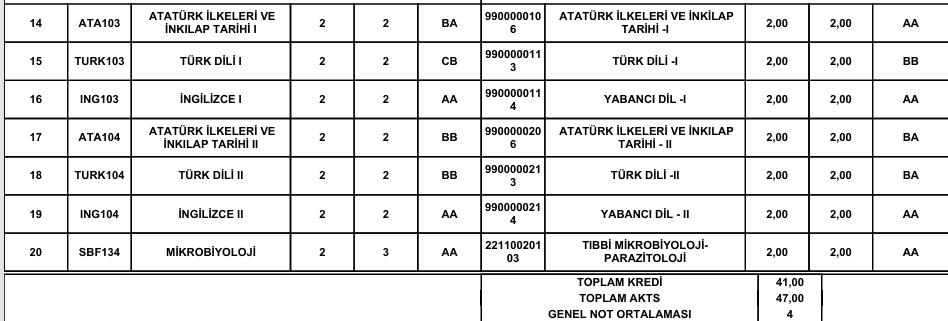 14 ATA103 ATATÜRK İLKELERİ VE İNKILAP TARİHİ I 2 2 BA 9900000106 ATATÜRK İLKELERİ VE İNKİLAP TARİHİ -I 2,00 2,00 AA
15 TURK103 TÜRK DİLİ I 2 2 CB 9900000113 TÜRK DİLİ -I 2,00 2,00 BB
16 ING103 İNGİLİZCE I 2 2 AA 9900000114 YABANCI DİL -I 2,00 2,00 AA
17 ATA104 ATATÜRK İLKELERİ VE İNKILAP TARİHİ II 2 2 BB 9900000206 ATATÜRK İLKELERİ VE İNKILAP TARİHİ - II 2,00 2,00 BA
18 TURK104 TÜRK DİLİ II 2 2 BB 9900000213 TÜRK DİLİ -II 2,00 2,00 BA
19 ING104 İNGİLİZCE II 2 2 AA 9900000214 YABANCI DİL - II 2,00 2,00 AA
20 SBF134 MİKROBİYOLOJİ 2 3 AA 22110020103 TIBBİ MİKROBİYOLOJİ-PARAZİTOLOJİ 2,00 2,00 AA
TOPLAM KREDİ 41,00
TOPLAM AKTS 47,00
GENEL NOT ORTALAMASI 4